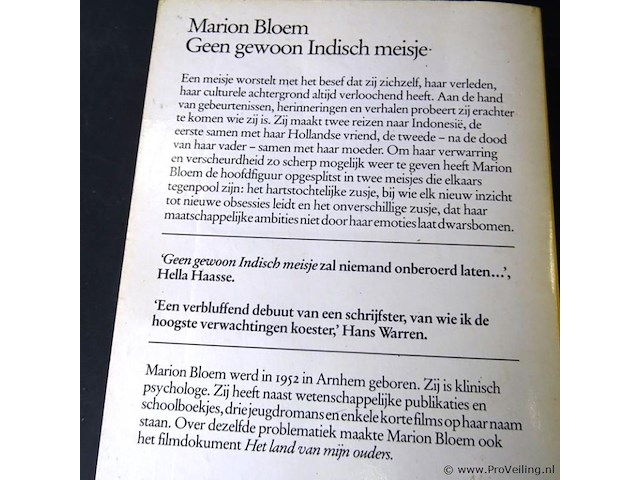 Marion Bloem
Geen gewoon Indisch meisje
Een meisje worstelt met het besef dat zij zichzelf, haar verleden,
haar culturele achtergrond altijd verloochend heeft. Aan de hand
van gebeurtenissen, herinneringen en verhalen probeert zij erachter
te komen wie zij is. Zij maakt twee reizen naar Indonesië, de
eerste samen met haar Hollandse vriend, de tweede – na de dood
van haar vader – samen met haar moeder. Om haar verwarring
en verscheurdheid zo scherp mogelijk weer te geven heeft Marion
Bloem de hoofdfiguur opgesplitst in twee meisjes die elkaars
tegenpool zijn: het hartstochtelijke zusje, bij wie elk nieuw inzicht
tot nieuwe obsessies leidt en het onverschillige zusje, dat haar
maatschappelijke ambities niet door haar emoties laat dwarsbomen.
‘Geen gewoon Indisch meisje zal niemand onberoerd laten...’,
Hella Haasse.
‘Een verbluffend debuut van een schrijfster, van wie ik de
hoogste verwachtingen koester,’ Hans Warren.
Marion Bloem werd in 1952 in Arnhem geboren. Zij is klinisch
psychologe. Zij heeft naast wetenschappelijke publikaties en
schoolboekjes, drie jeugdromans en enkele korte films op haar naam
staan. Over dezelfde problematiek maakte Marion Bloem ook
het filmdokument Het land van mijn ouders.
© www.ProVeiling.nl